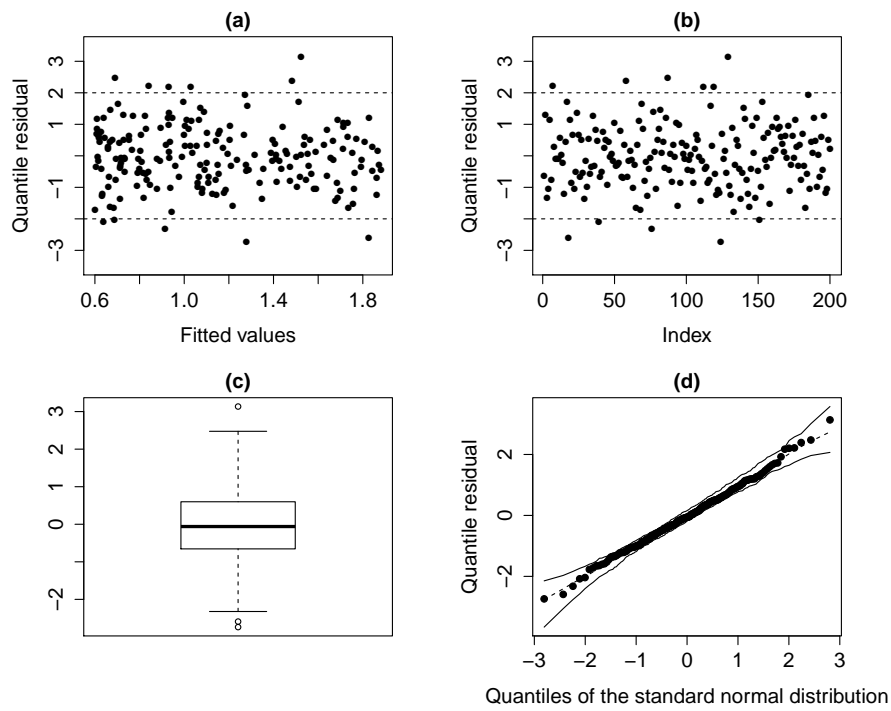 (a)
Quantile residual
3
2
1
−1
−3
0.6 1.0 1.4 1.8
Fitted values
(b)
Quantile residual
3
2
1
−1
−3
0 50 100 150 200
Index
(c)
3
2
1
0
−2
(d)
Quantile residual
2
0
−2
−3 −2 −1 0 1 2 3
Quantiles of the standard normal distribution